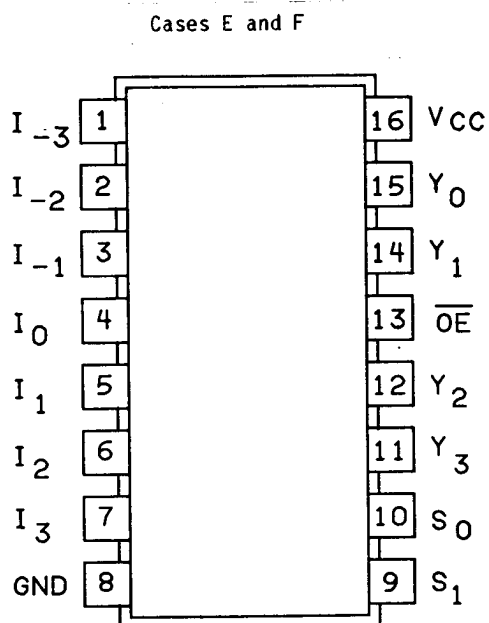 Cases E and F
I₋₃ 1 16 VCC
I₋₂ 2 15 Y₀
I₋₁ 3 14 Y₁
I₀ 4 13 O̅E̅
I₁ 5 12 Y₂
I₂ 6 11 Y₃
I₃ 7 10 S₀
GND 8 9 S₁